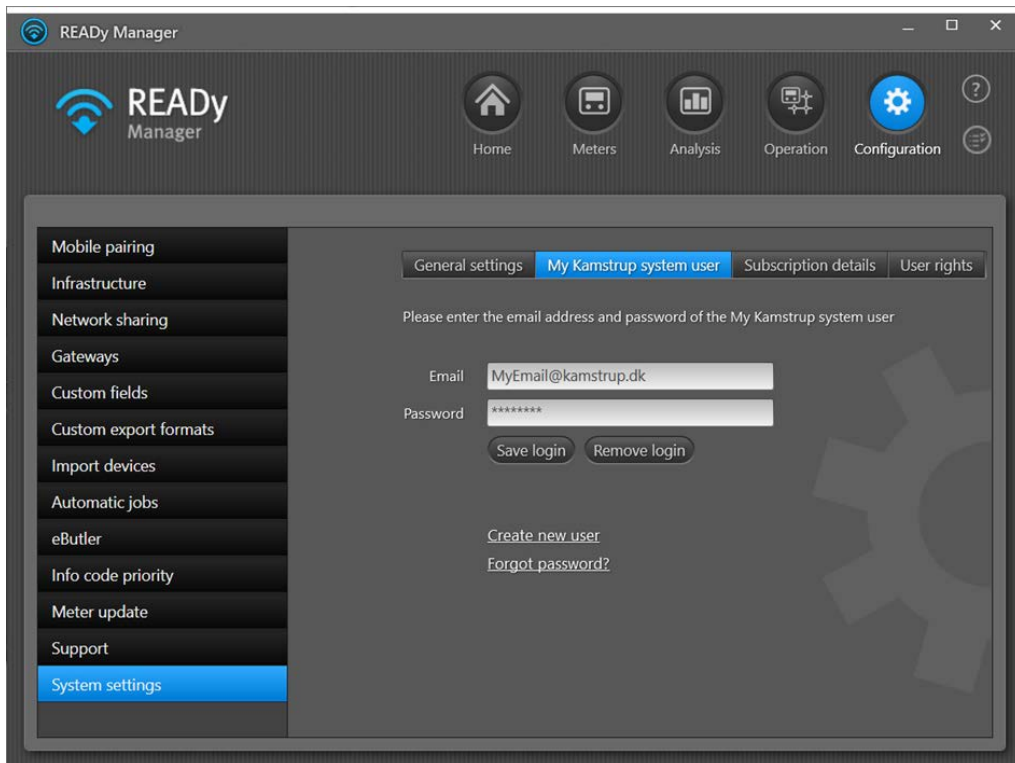 READy Manager
READy
Manager
Home Meters Analysis Operation Configuration
?
Mobile pairing
Infrastructure
Network sharing
Gateways
Custom fields
Custom export formats
Import devices
Automatic jobs
eButler
Info code priority
Meter update
Support
System settings
General settings My Kamstrup system user Subscription details User rights
Please enter the email address and password of the My Kamstrup system user
Email MyEmail@kamstrup.dk
Password ********
Save login Remove login
Create new user
Forgot password?